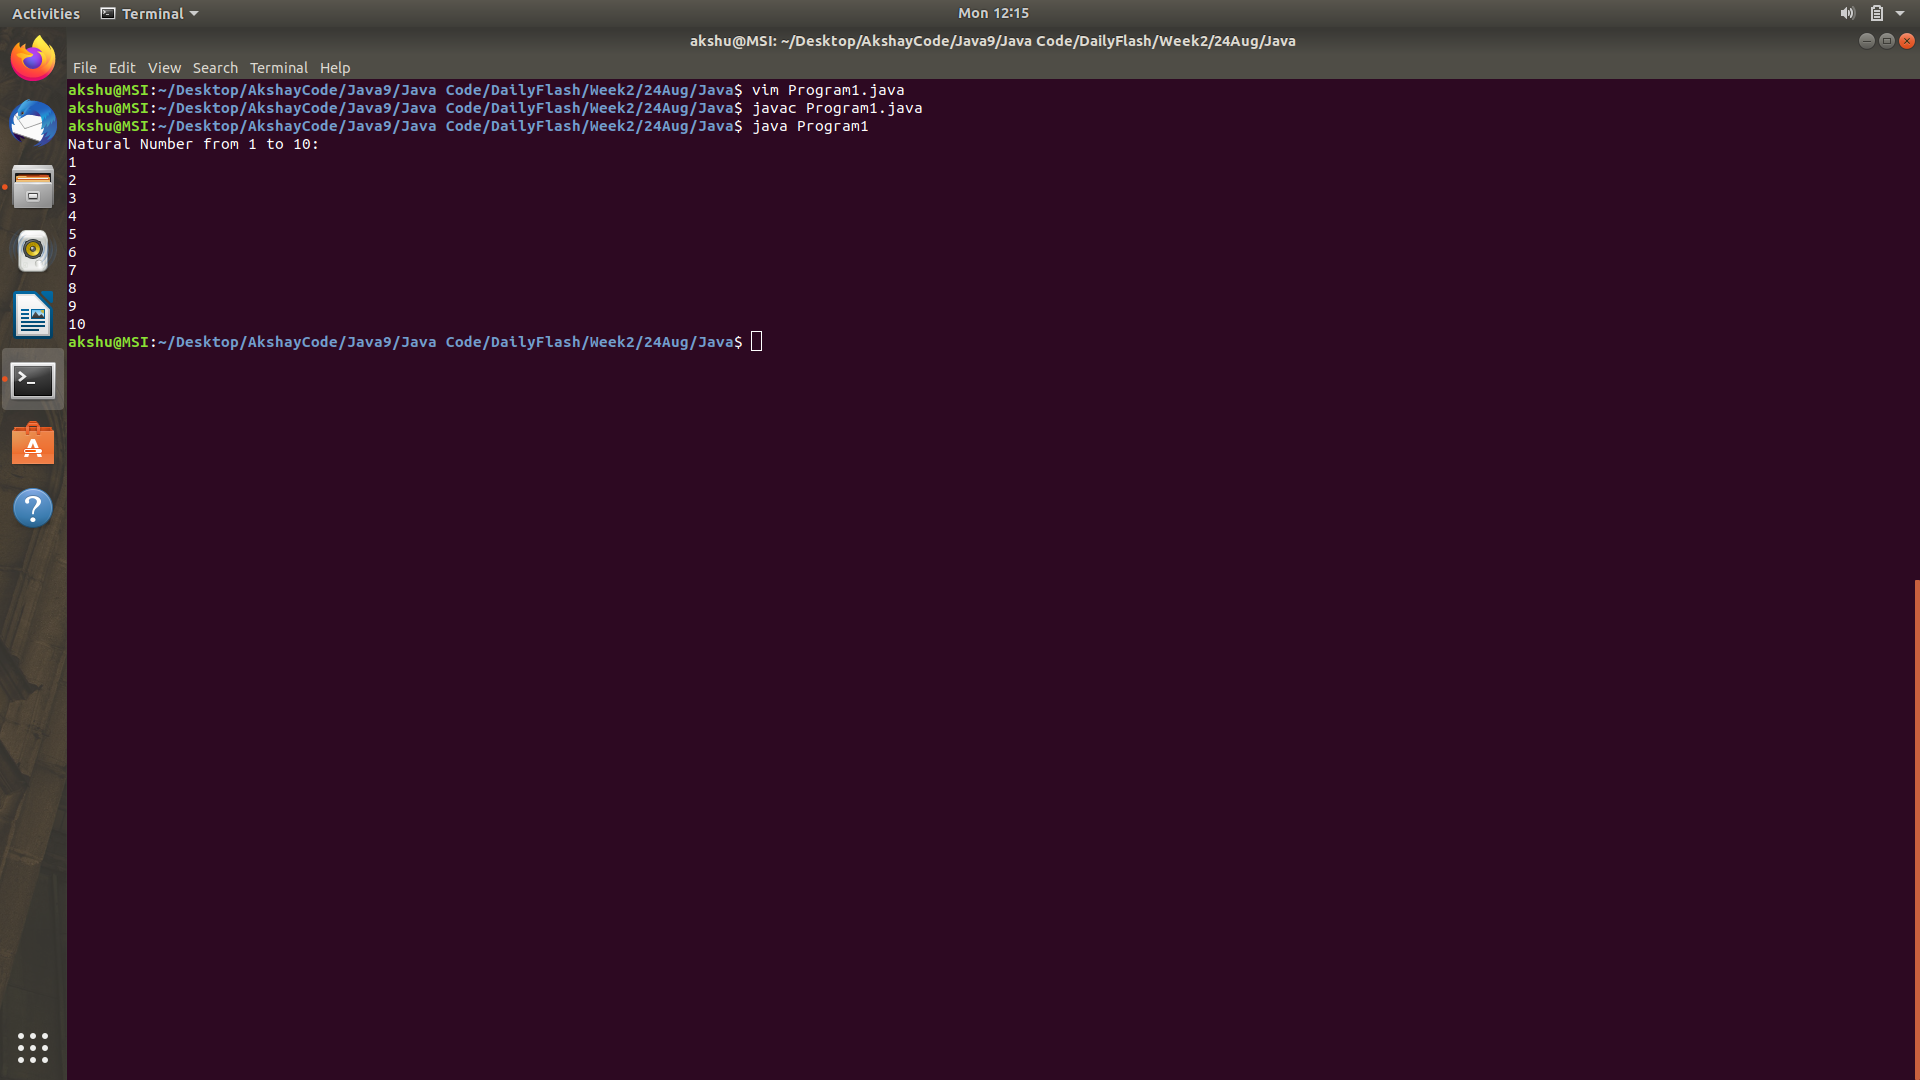 Activities Terminal Mon 12:15
akshu@MSI: ~/Desktop/AkshayCode/Java9/Java Code/DailyFlash/Week2/24Aug/Java
File Edit View Search Terminal Help
akshu@MSI:~/Desktop/AkshayCode/Java9/Java Code/DailyFlash/Week2/24Aug/Java$ vim Program1.java
akshu@MSI:~/Desktop/AkshayCode/Java9/Java Code/DailyFlash/Week2/24Aug/Java$ javac Program1.java
akshu@MSI:~/Desktop/AkshayCode/Java9/Java Code/DailyFlash/Week2/24Aug/Java$ java Program1
Natural Number from 1 to 10:
1
2
3
4
5
6
7
8
9
10
akshu@MSI:~/Desktop/AkshayCode/Java9/Java Code/DailyFlash/Week2/24Aug/Java$